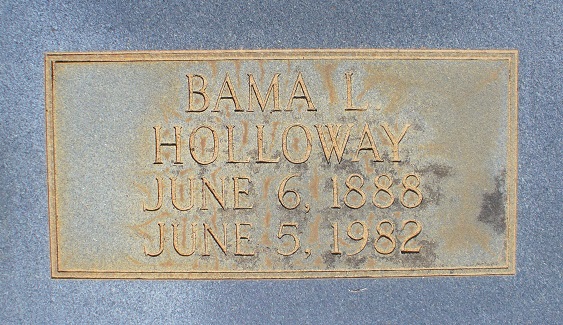 BAMA L.
HOLLOWAY
JUNE 6, 1888
JUNE 5, 1982